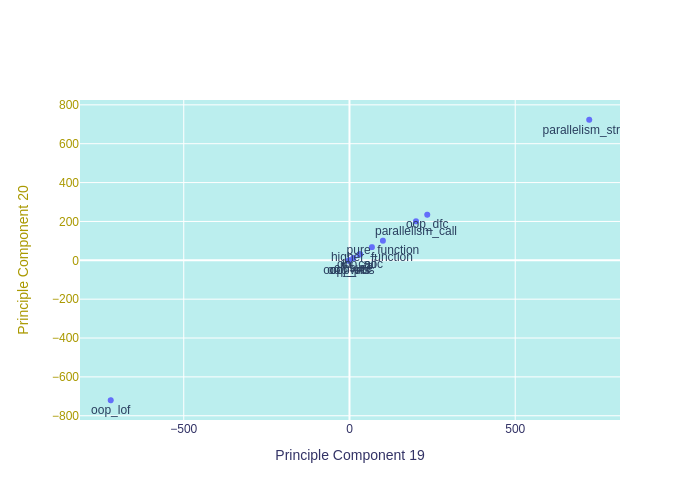 Principle Component 20
800
600
400
200
0
−200
−400
−600
−800
parallelism_str
oop_dfc
parallelism_call
pure_function
higher_function
oop_lof
−500
0
500
Principle Component 19